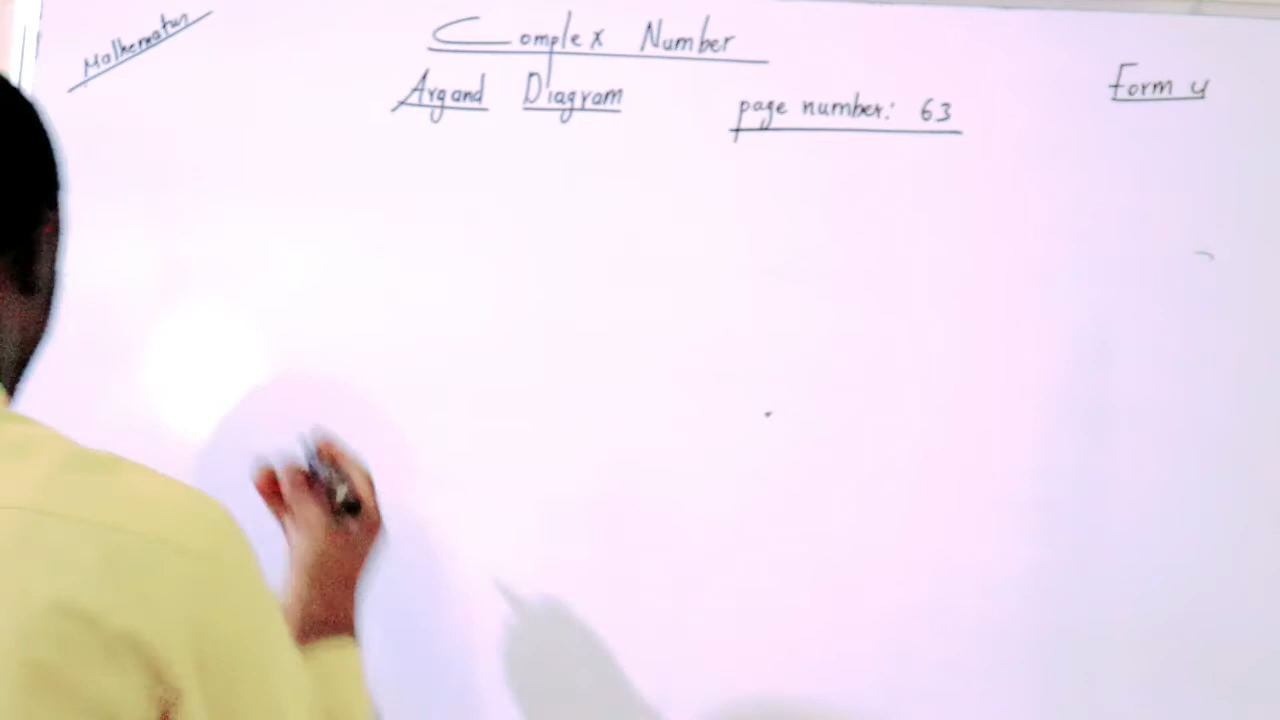 Mathematics
Complex Number
Argand Diagram
page number: 63
Form 4